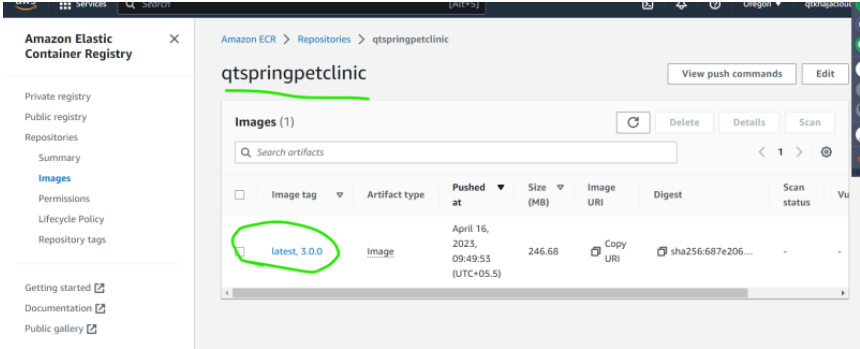 aws
Services
Search
[Alt+S]
Oregon
qtkhajacloud
Amazon Elastic
Container Registry
Private registry
Public registry
Repositories
Summary
Images
Permissions
Lifecycle Policy
Repository tags
Getting started
Documentation
Public gallery
Amazon ECR > Repositories > qtspringpetclinic
qtspringpetclinic
View push commands
Edit
Images (1)
Delete
Details
Scan
Search artifacts
1
Image tag
Artifact type
Pushed
at
Size
(MB)
Image
URI
Digest
Scan
status
Vu
latest, 3.0.0
Image
April 16,
2023,
09:49:53
(UTC+05.5)
246.68
Copy
URI
sha256:687e206...
-
-